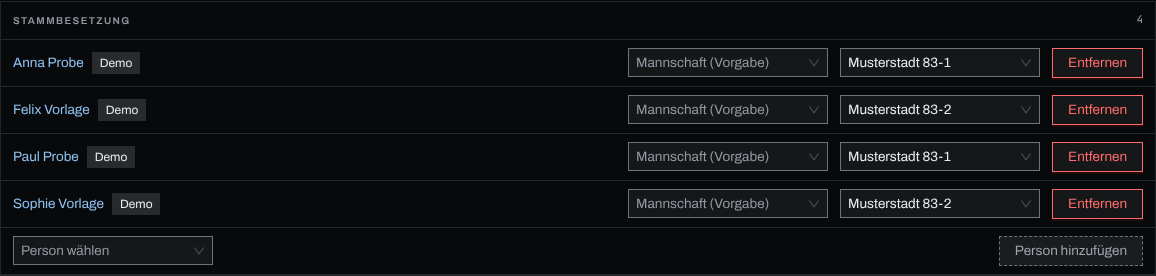 STAMMBESETZUNG 4
Anna Probe Demo Mannschaft (Vorgabe) Musterstadt 83-1 Entfernen
Felix Vorlage Demo Mannschaft (Vorgabe) Musterstadt 83-2 Entfernen
Paul Probe Demo Mannschaft (Vorgabe) Musterstadt 83-1 Entfernen
Sophie Vorlage Demo Mannschaft (Vorgabe) Musterstadt 83-2 Entfernen
Person wählen Person hinzufügen